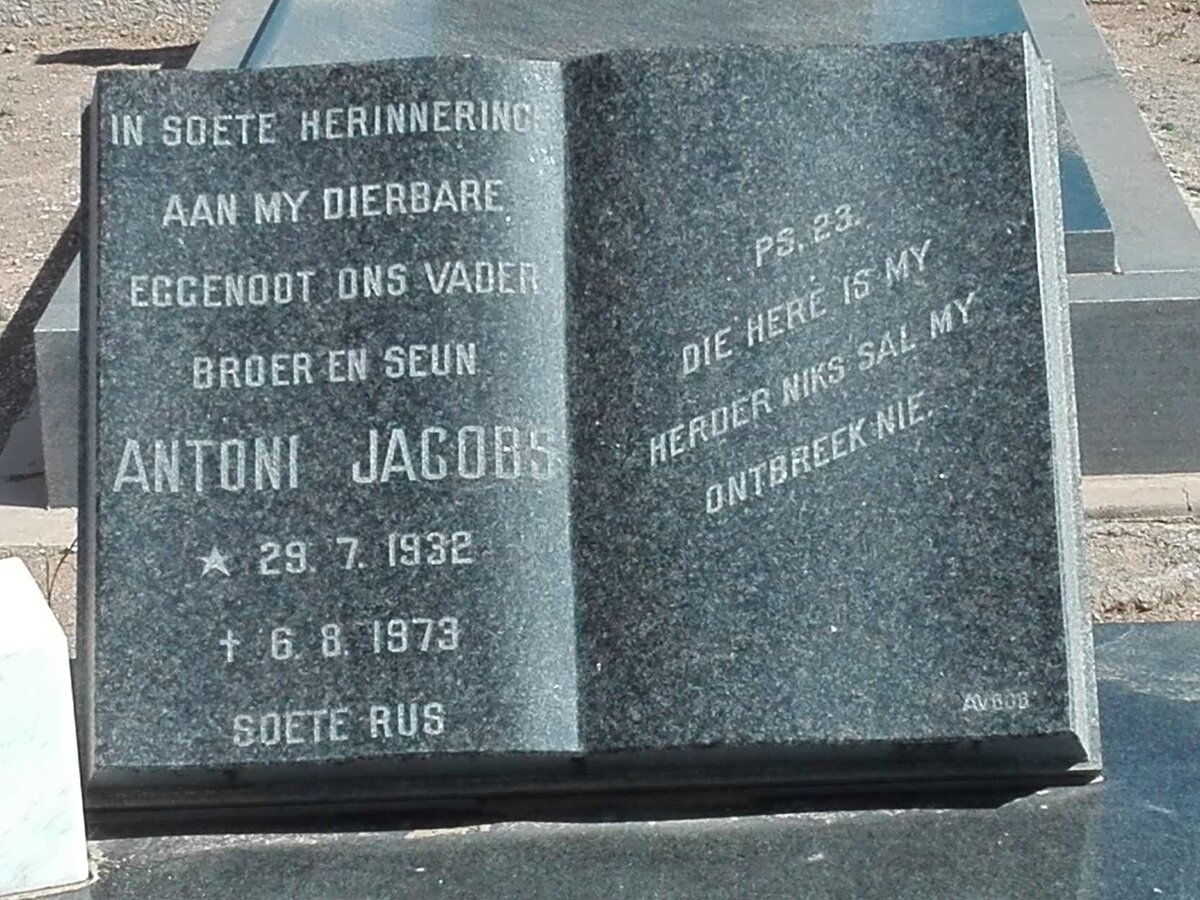 IN SOETE HERINNERING
AAN MY DIERBARE
EGGENOOT ONS VADER
BROER EN SEUN
ANTONI JACOBS
★ 29. 7. 1932
† 6. 8. 1973
SOETE RUS
PS. 23.
DIE HERE IS MY
HERDER NIKS SAL MY
ONTBREEK NIE.
AVBOB